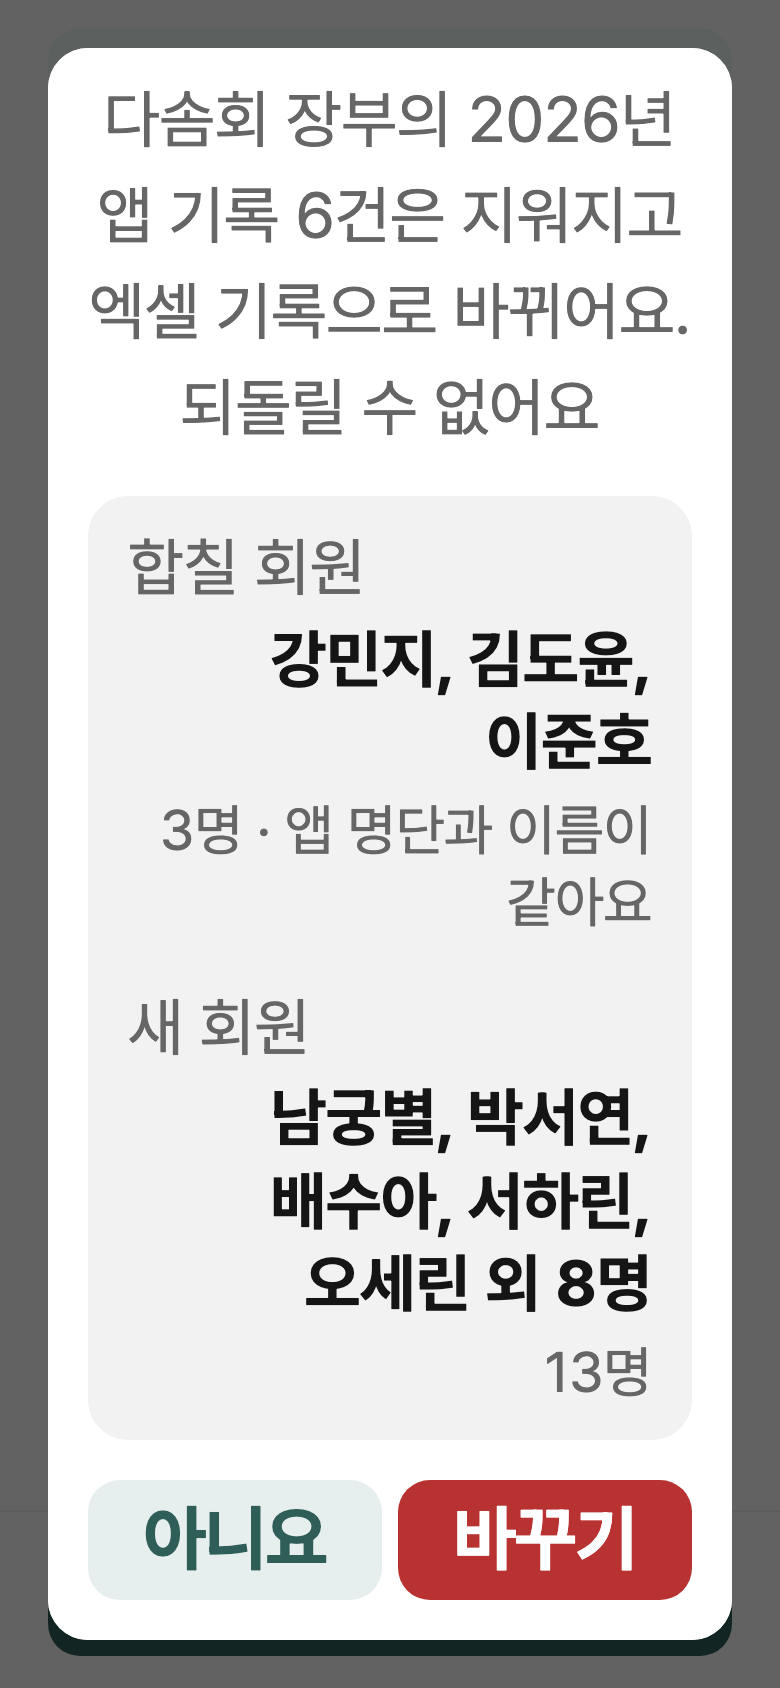 다솜회 장부의 2026년
앱 기록 6건은 지워지고
엑셀 기록으로 바뀌어요.
되돌릴 수 없어요
합칠 회원
강민지, 김도윤,
이준호
3명 · 앱 명단과 이름이
같아요
새 회원
남궁별, 박서연,
배수아, 서하린,
오세린 외 8명
13명
아니요
바꾸기